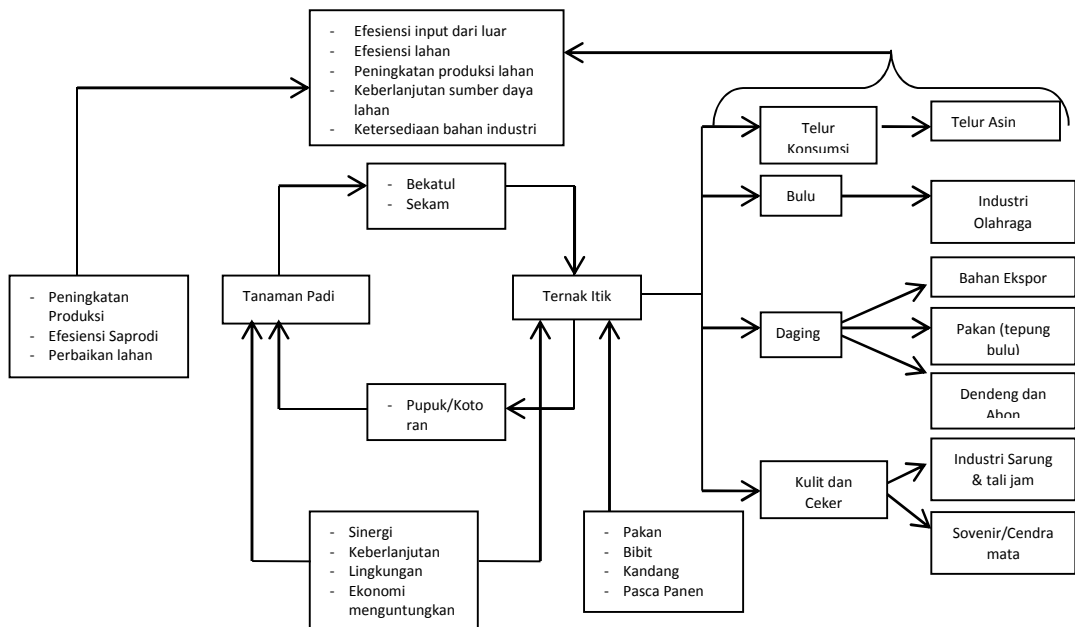 - Efesiensi input dari luar
- Efesiensi lahan
- Peningkatan produksi lahan
- Keberlanjutan sumber daya
lahan
- Ketersediaan bahan industri
Telur
Konsumsi
Telur Asin
- Bekatul
- Sekam
Bulu
Industri
Olahraga
- Peningkatan
Produksi
- Efesiensi Saprodi
- Perbaikan lahan
Tanaman Padi
Ternak Itik
Daging
Bahan Ekspor
Pakan (tepung
bulu)
Dendeng dan
Abon
- Pupuk/Koto
ran
Kulit dan
Ceker
Industri Sarung
& tali jam
Sovenir/Cendra
mata
- Sinergi
- Keberlanjutan
- Lingkungan
- Ekonomi
menguntungkan
- Pakan
- Bibit
- Kandang
- Pasca Panen